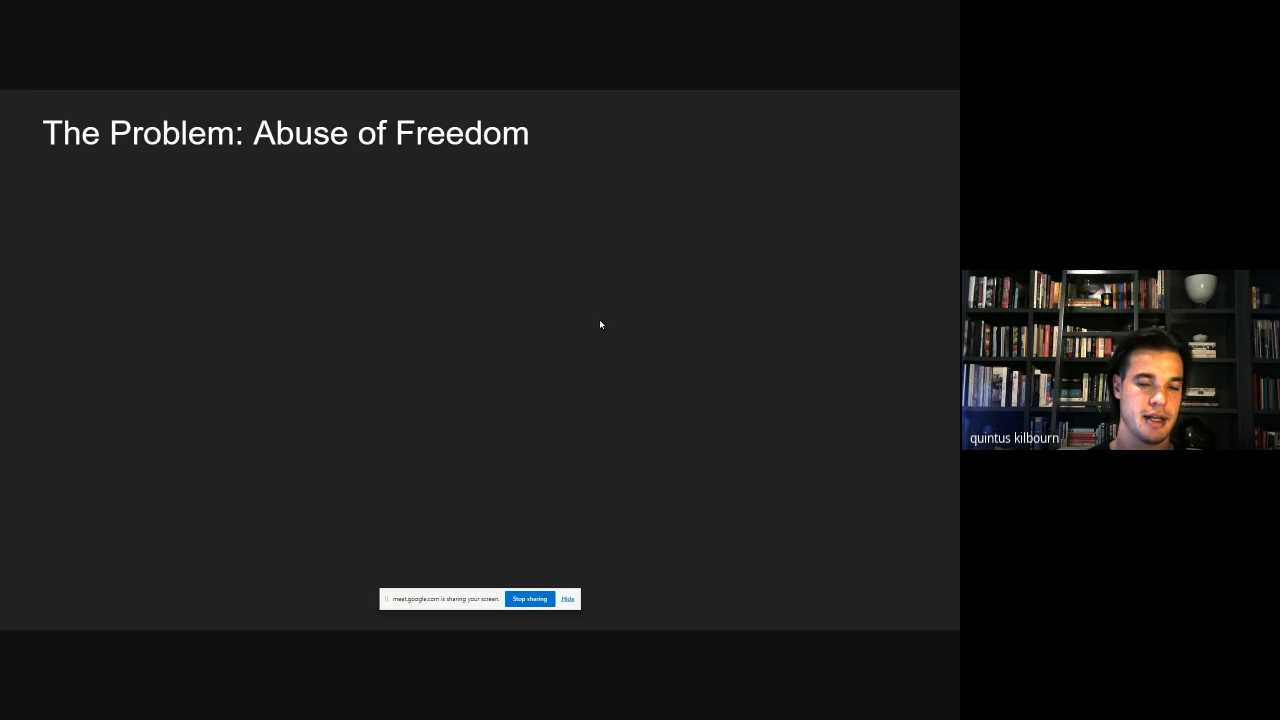 The Problem: Abuse of Freedom
quintus kilbourn
meet.google.com is sharing your screen.
Stop sharing
Hide